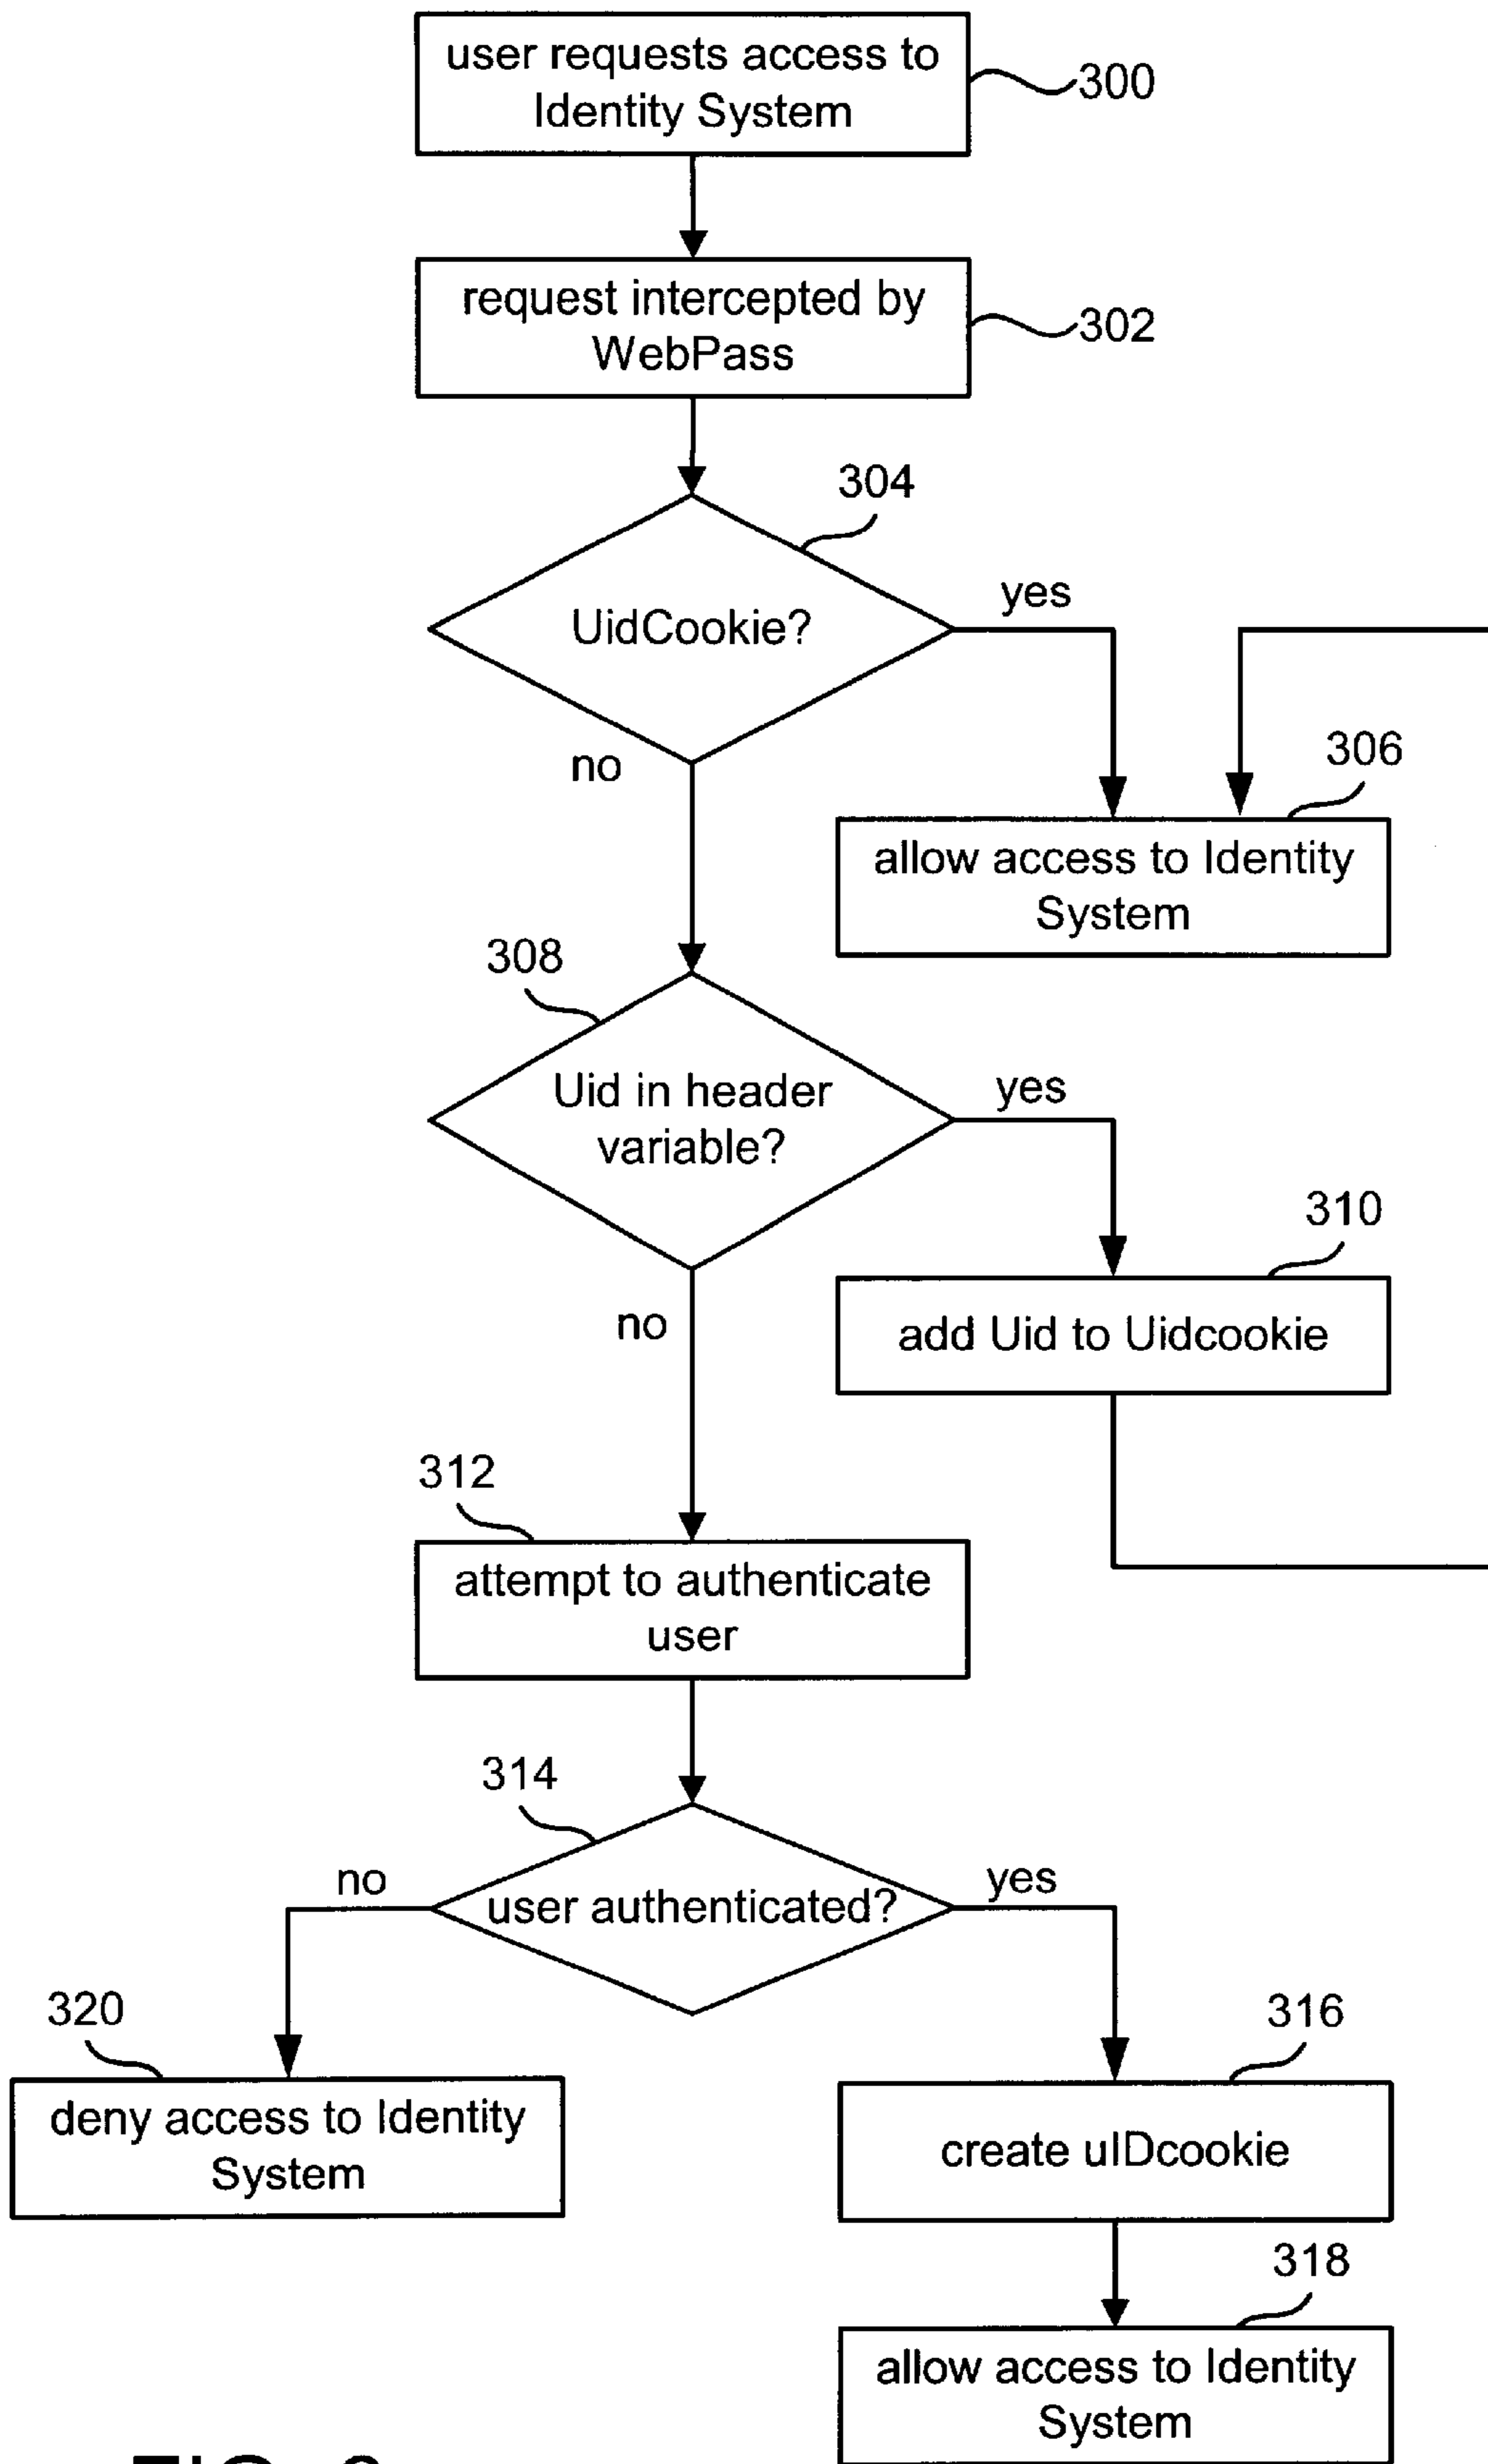 user requests access to
Identity System
300
request intercepted by
WebPass
302
304
UidCookie?
yes
no
306
allow access to Identity
System
308
Uid in header
variable?
yes
no
310
add Uid to Uidcookie
312
attempt to authenticate
user
314
user authenticated?
no
yes
320
deny access to Identity
System
316
create uIDcookie
318
allow access to Identity
System